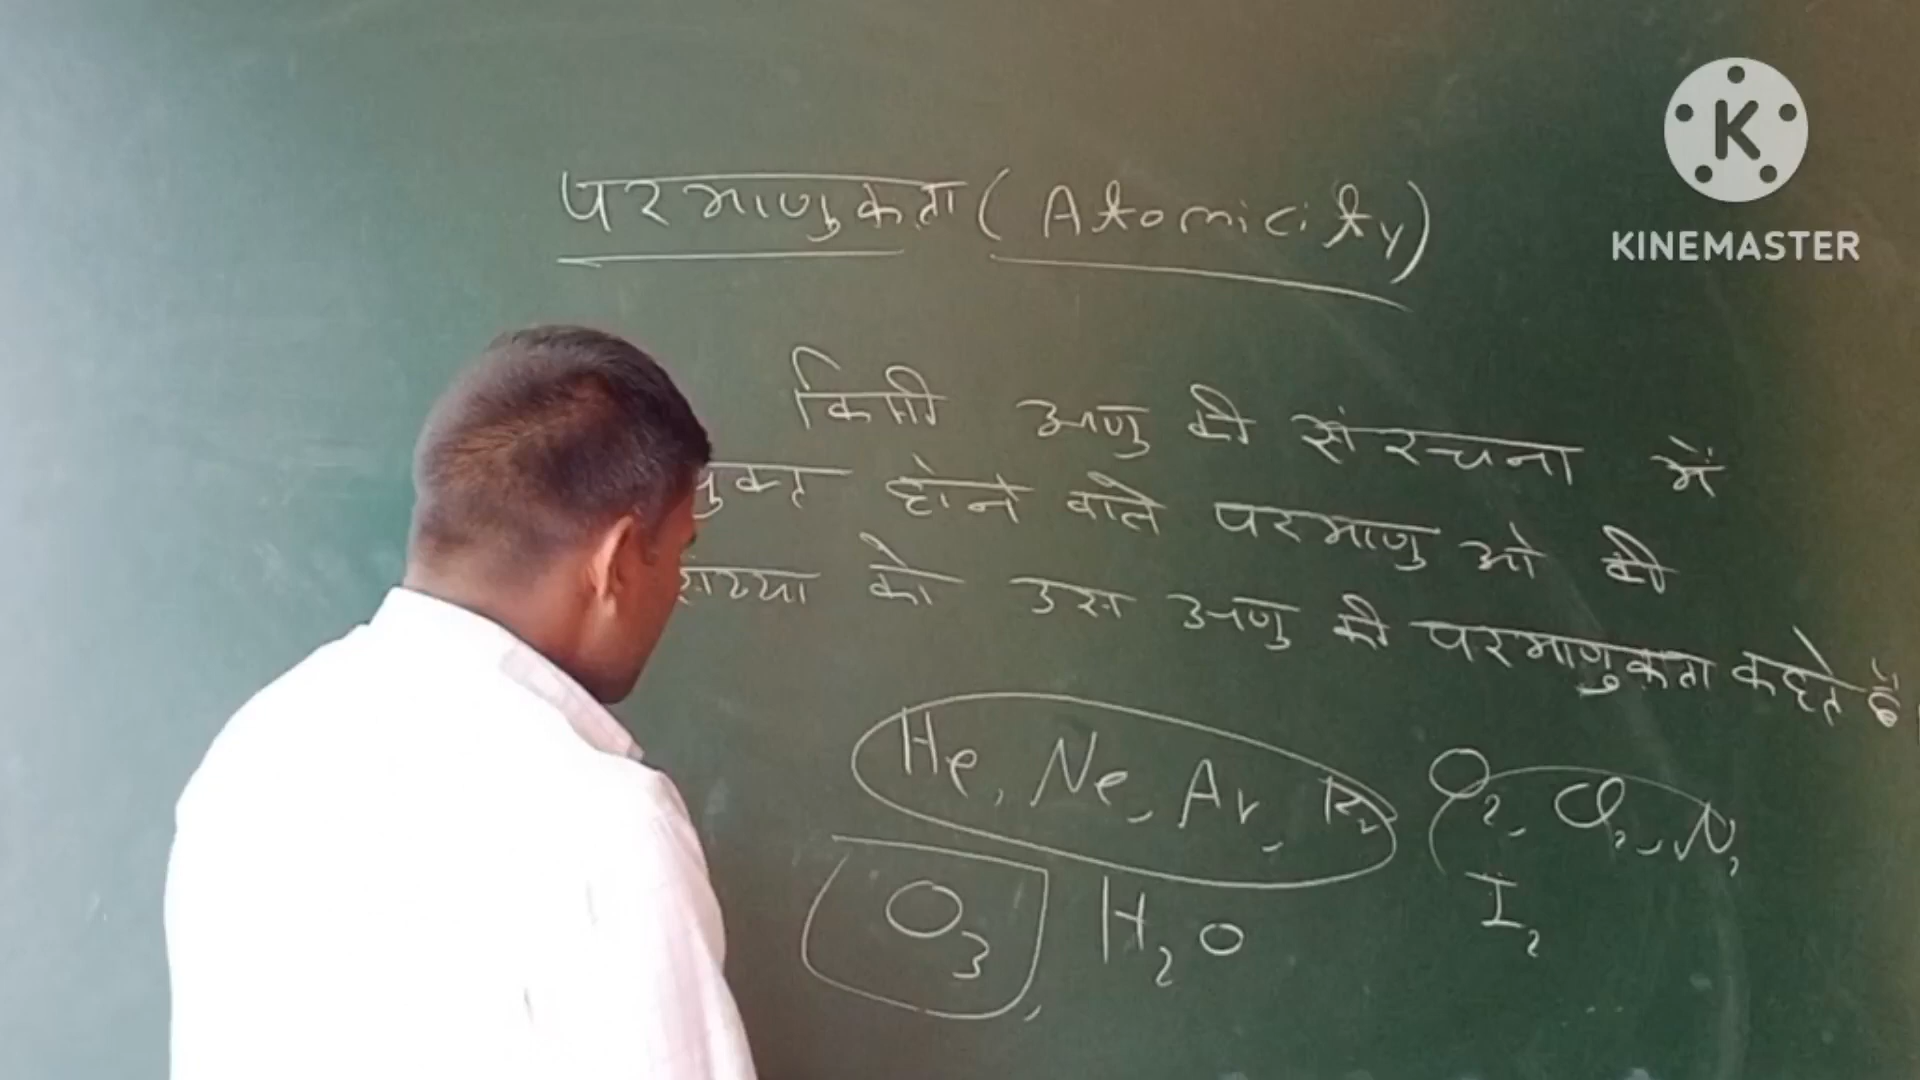 K
KINEMASTER
परमाणुकता ( Atomicity )
किसी अणु की संरचना में
होने वाले परमाणु ओ की
संख्या को उस अणु की परमाणुकता कहते हैं
He, Ne, Ar, O2, Cl2, N2
O3, H2O I2